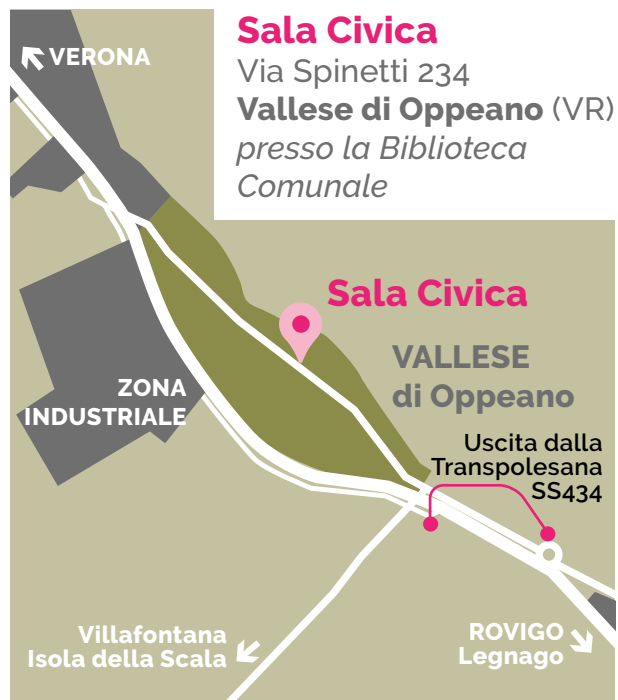 Sala Civica
Via Spinetti 234
Vallese di Oppeano (VR)
presso la Biblioteca
Comunale
VERONA
Sala Civica
VALLESE
di Oppeano
ZONA
INDUSTRIALE
Uscita dalla
Transpolesana
SS434
Villafontana
Isola della Scala
ROVIGO
Legnago